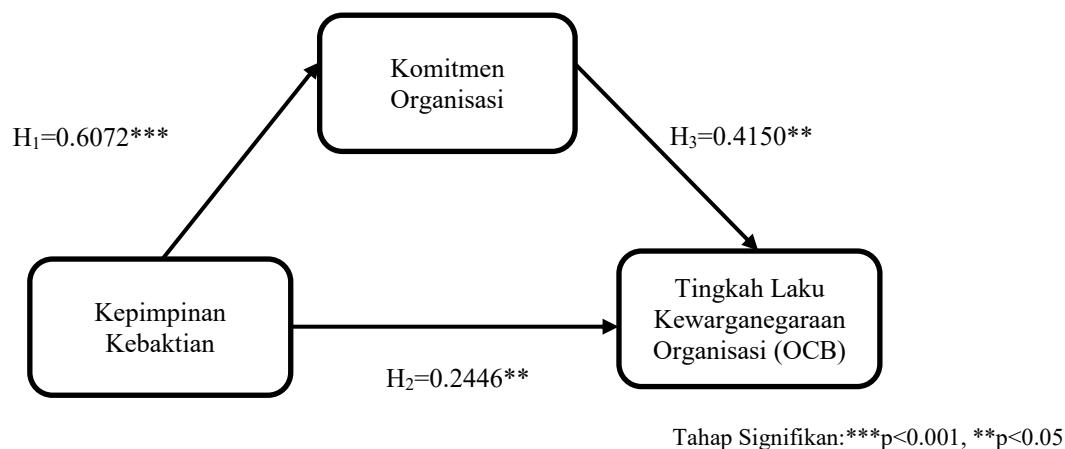 Komitmen
Organisasi
H₁=0.6072***
H₃=0.4150**
Kepimpinan
Kebaktian
Tingkah Laku
Kewarganegaraan
Organisasi (OCB)
H₂=0.2446**
Tahap Signifikan:***p<0.001, **p<0.05